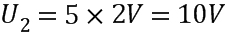 U₂ = 5 × 2V = 10V